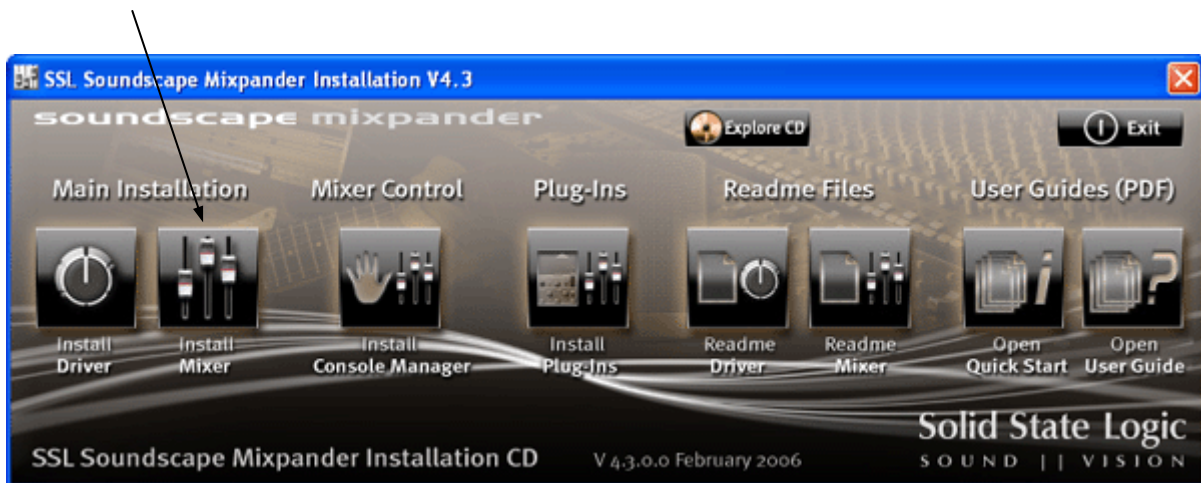 SSL Soundscape Mixpander Installation V4.3
soundscape mixpander
Explore CD
Exit
Main Installation
Mixer Control
Plug-Ins
Readme Files
User Guides (PDF)
Install
Driver
Install
Mixer
Install
Console Manager
Install
Plug-Ins
Readme
Driver
Readme
Mixer
Open
Quick Start
Open
User Guide
Solid State Logic
SOUND || VISION
SSL Soundscape Mixpander Installation CD
V 4.3.0.0 February 2006